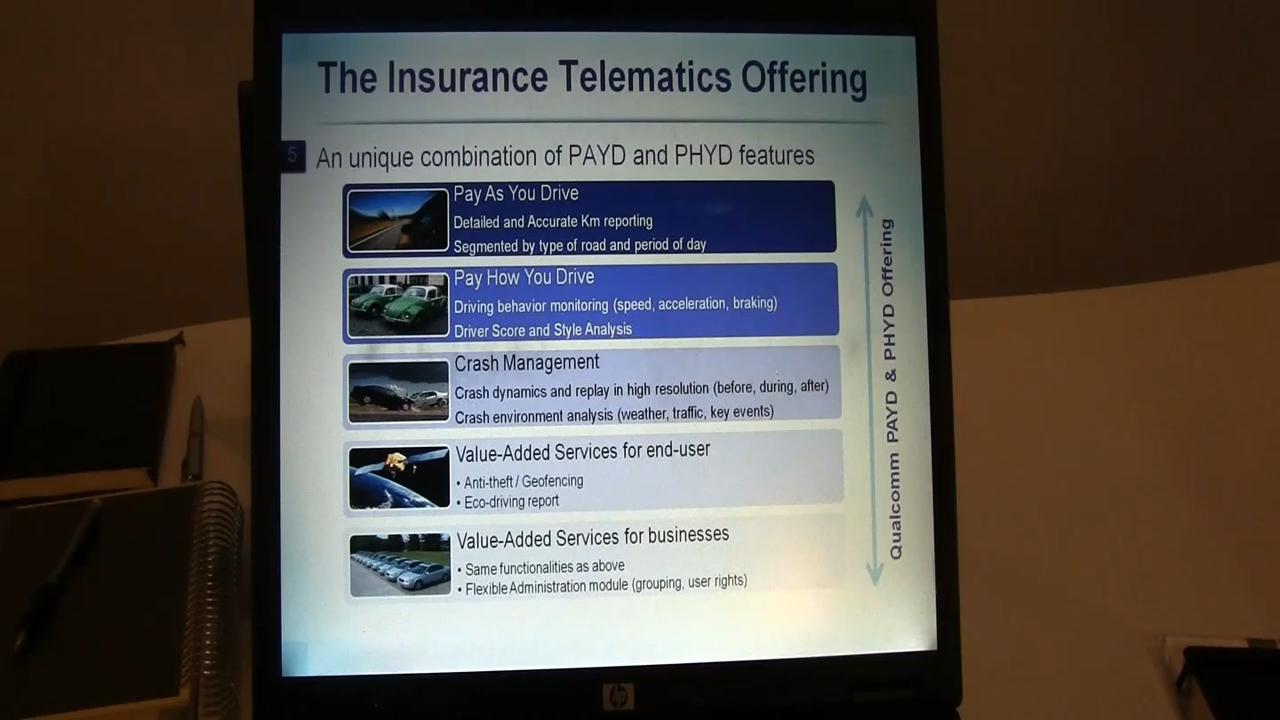 The Insurance Telematics Offering
5
An unique combination of PAYD and PHYD features
Pay As You Drive
Detailed and Accurate Km reporting
Segmented by type of road and period of day
Pay How You Drive
Driving behavior monitoring (speed, acceleration, braking)
Driver Score and Style Analysis
Crash Management
Crash dynamics and replay in high resolution (before, during, after)
Crash environment analysis (weather, traffic, key events)
Value-Added Services for end-user
• Anti-theft / Geofencing
• Eco-driving report
Value-Added Services for businesses
• Same functionalities as above
• Flexible Administration module (grouping, user rights)
Qualcomm PAYD & PHYD Offering
hp